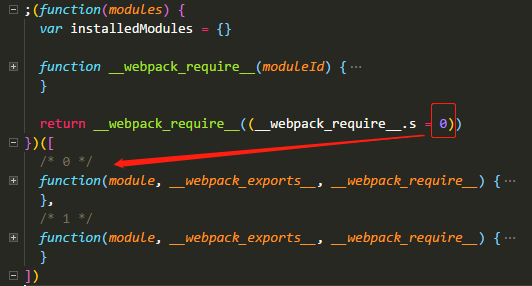 ;(function(modules) {
var installedModules = {}
function __webpack_require__(moduleId) {…
}
return __webpack_require__((__webpack_require__.s = 0))
})([
/* 0 */
function(module, __webpack_exports__, __webpack_require__) {…
},
/* 1 */
function(module, __webpack_exports__, __webpack_require__) {…
}
])